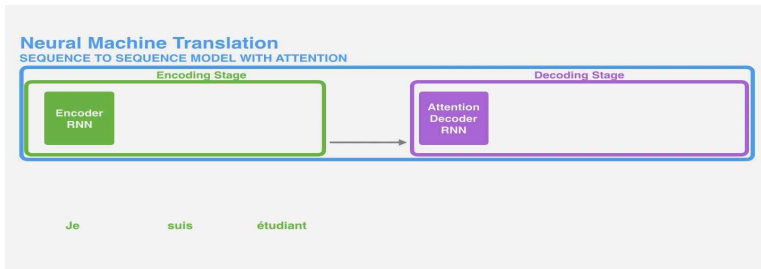 Neural Machine Translation
SEQUENCE TO SEQUENCE MODEL WITH ATTENTION
Encoding Stage
Encoder
RNN
Decoding Stage
Attention
Decoder
RNN
Je suis étudiant